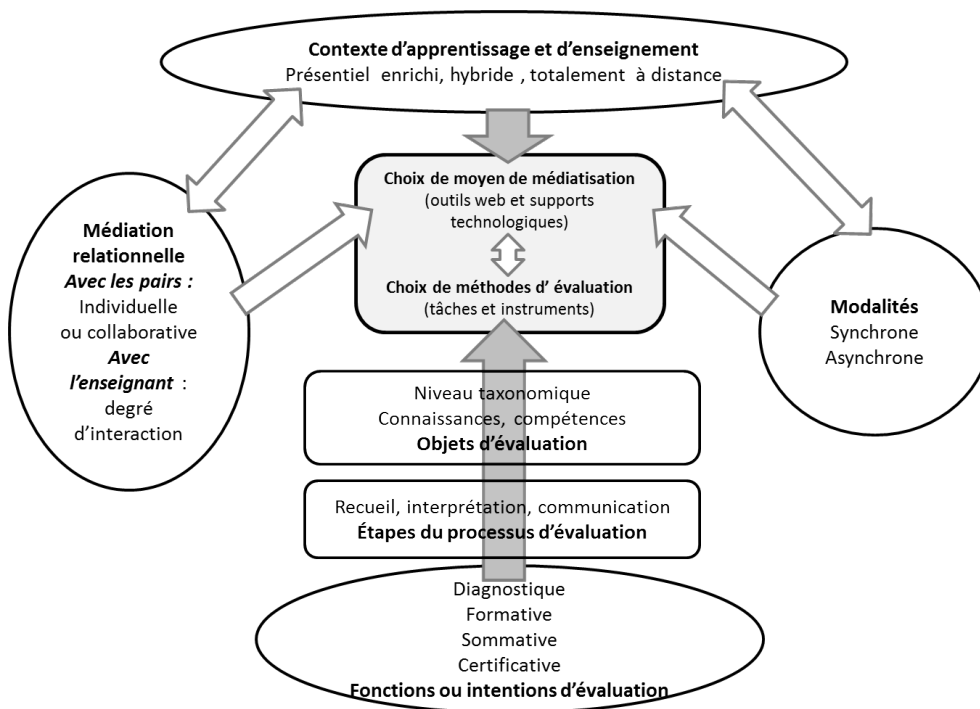 Contexte d'apprentissage et d'enseignement
Présentiel enrichi, hybride , totalement à distance
Choix de moyen de médiatisation
(outils web et supports
technologiques)
Choix de méthodes d' évaluation
(tâches et instruments)
Médiation
relationnelle
Avec les pairs :
Individuelle
ou collaborative
Avec
l'enseignant :
degré
d'interaction
Modalités
Synchrone
Asynchrone
Niveau taxonomique
Connaissances, compétences
Objets d'évaluation
Recueil, interprétation, communication
Étapes du processus d'évaluation
Diagnostique
Formative
Sommative
Certificative
Fonctions ou intentions d'évaluation